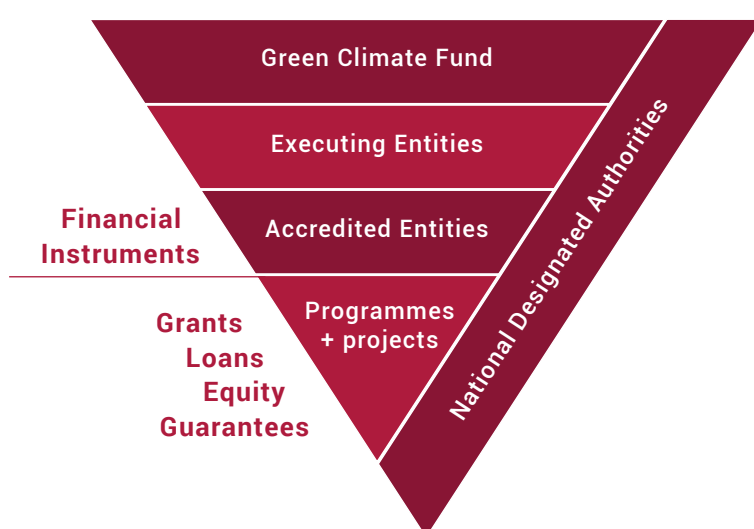 Green Climate Fund
Executing Entities
Accredited Entities
Programmes
+ projects
National Designated Authorities
Financial
Instruments
Grants
Loans
Equity
Guarantees